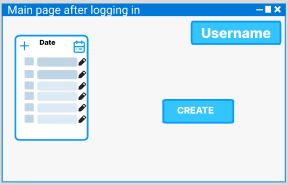 Main page after logging in
Username
Date
CREATE